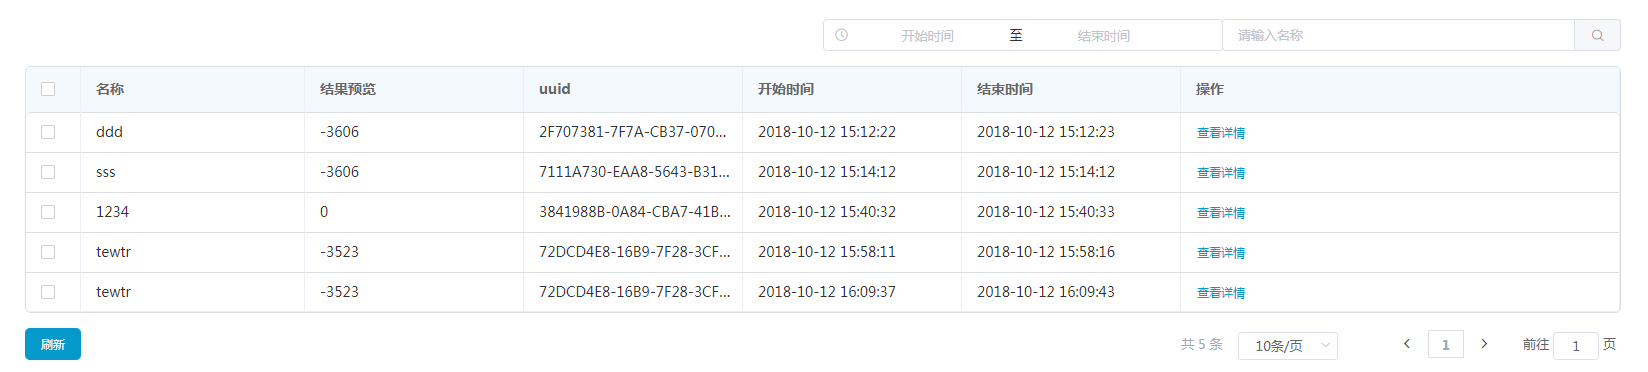 开始时间 至 结束时间 请输入名称
名称 结果预览 uuid 开始时间 结束时间 操作
ddd -3606 2F707381-7F7A-CB37-070... 2018-10-12 15:12:22 2018-10-12 15:12:23 查看详情
sss -3606 7111A730-EAA8-5643-B31... 2018-10-12 15:14:12 2018-10-12 15:14:12 查看详情
1234 0 3841988B-0A84-CBA7-41B... 2018-10-12 15:40:32 2018-10-12 15:40:33 查看详情
tewtr -3523 72DCD4E8-16B9-7F28-3CF... 2018-10-12 15:58:11 2018-10-12 15:58:16 查看详情
tewtr -3523 72DCD4E8-16B9-7F28-3CF... 2018-10-12 16:09:37 2018-10-12 16:09:43 查看详情
刷新 共 5 条 10条/页 1 前往 1 页